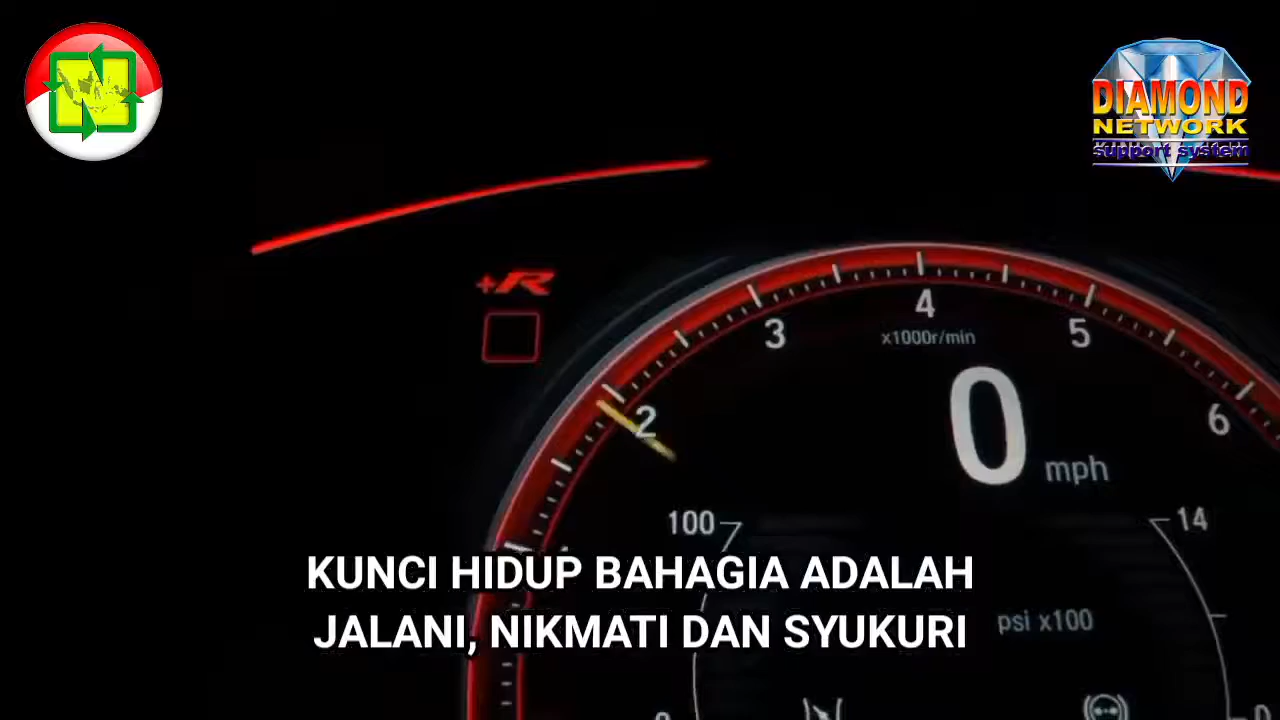 DIAMOND
NETWORK
support system
+R
3
4
5
x1000r/min
2
0
6
mph
100
14
KUNCI HIDUP BAHAGIA ADALAH
JALANI, NIKMATI DAN SYUKURI
psi x100